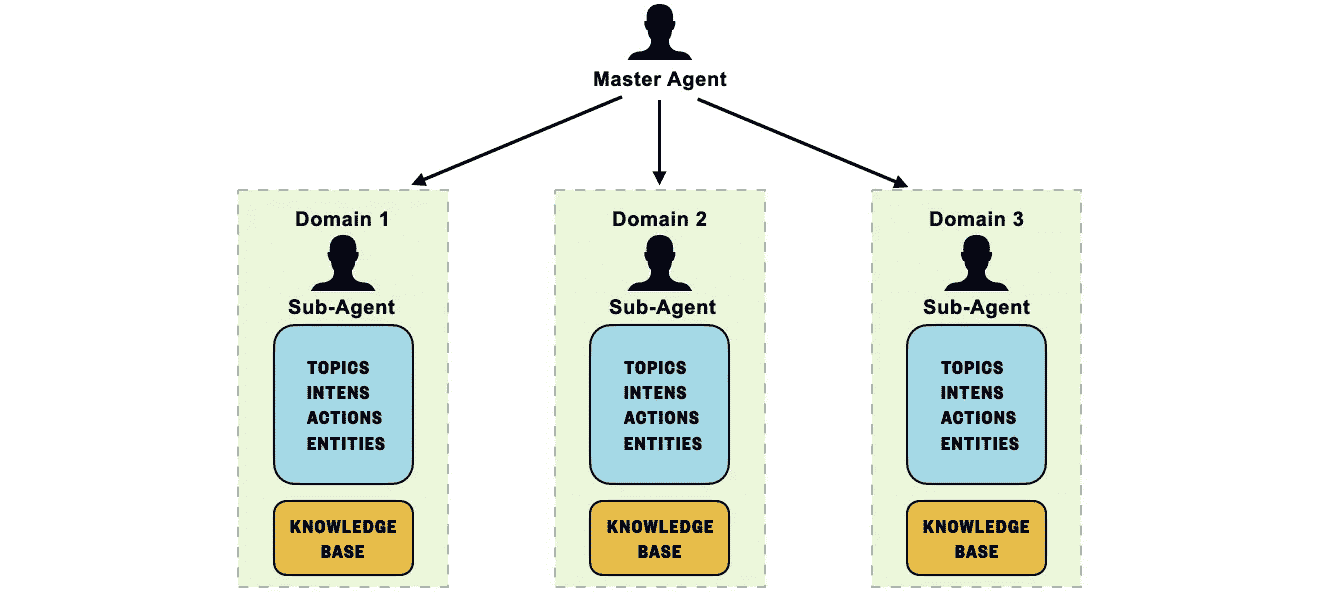 Master Agent
Domain 1
Sub-Agent
TOPICS
INTENS
ACTIONS
ENTITIES
KNOWLEDGE
BASE
Domain 2
Sub-Agent
TOPICS
INTENS
ACTIONS
ENTITIES
KNOWLEDGE
BASE
Domain 3
Sub-Agent
TOPICS
INTENS
ACTIONS
ENTITIES
KNOWLEDGE
BASE